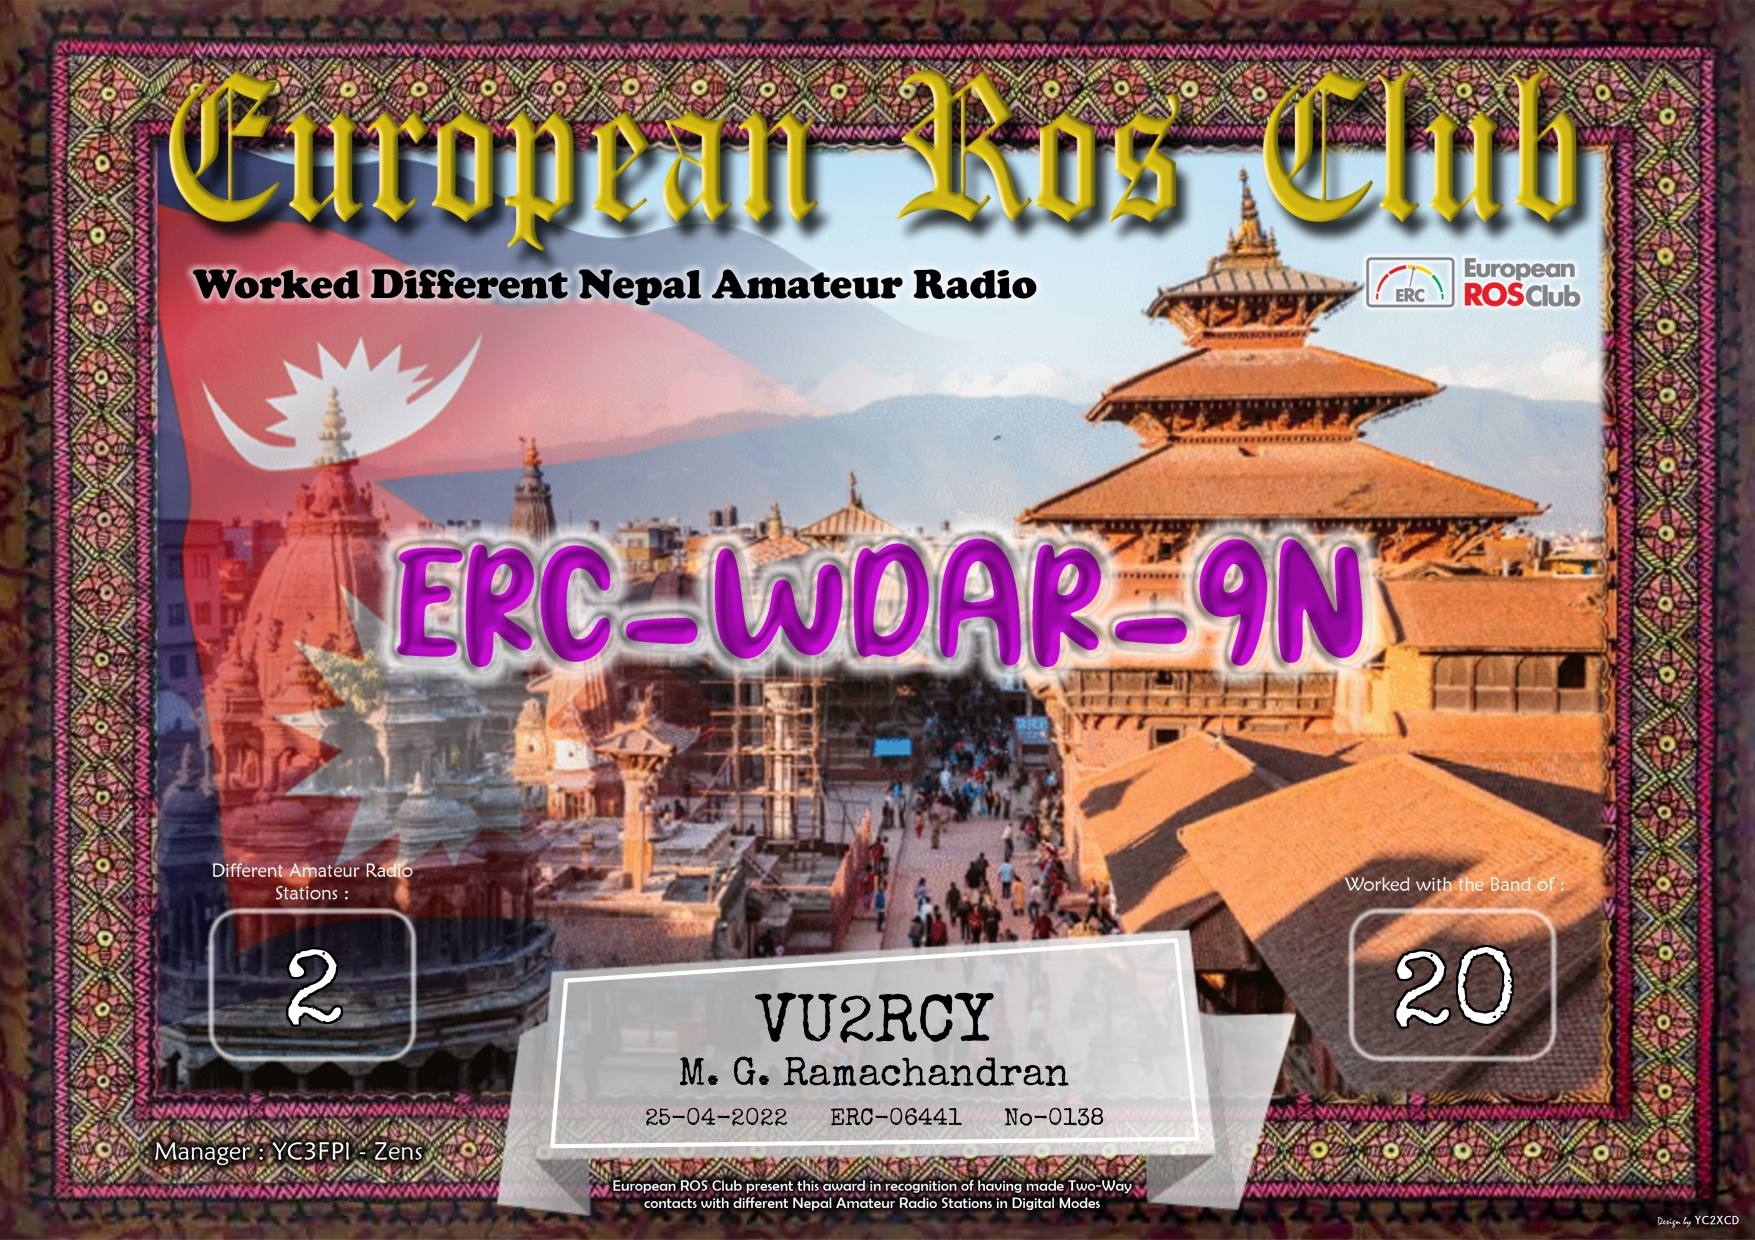 European Ros Club
Worked Different Nepal Amateur Radio
ERC
European
ROSClub
ERC-WDAR-9N
Different Amateur Radio
Stations :
2
Worked with the Band of :
20
VU2RCY
M. G. Ramachandran
25-04-2022 ERC-06441 No-0138
Manager : YC3FPI - Zens
European ROS Club present this award in recognition of having made Two-Way
contacts with different Nepal Amateur Radio Stations in Digital Modes
Design by YC2XCD